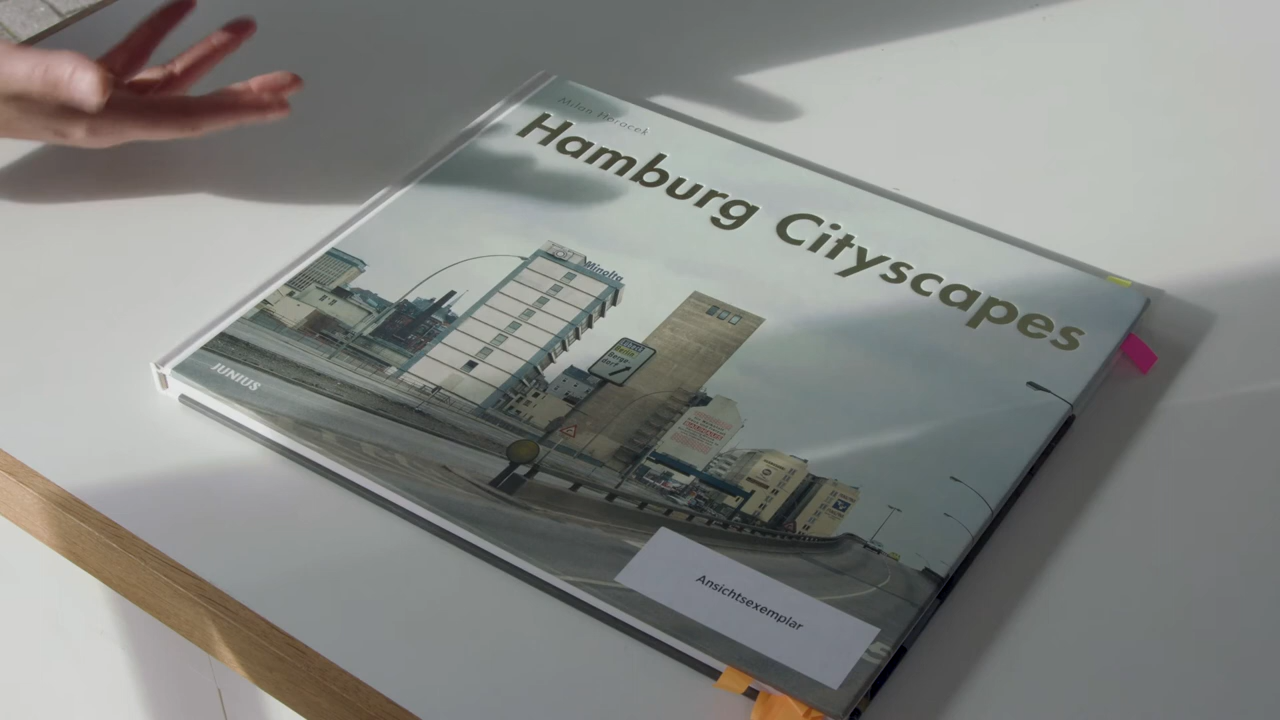 Milan Horacek
Hamburg Cityscapes
Minolta
JUNIUS
Ansichtsexemplar